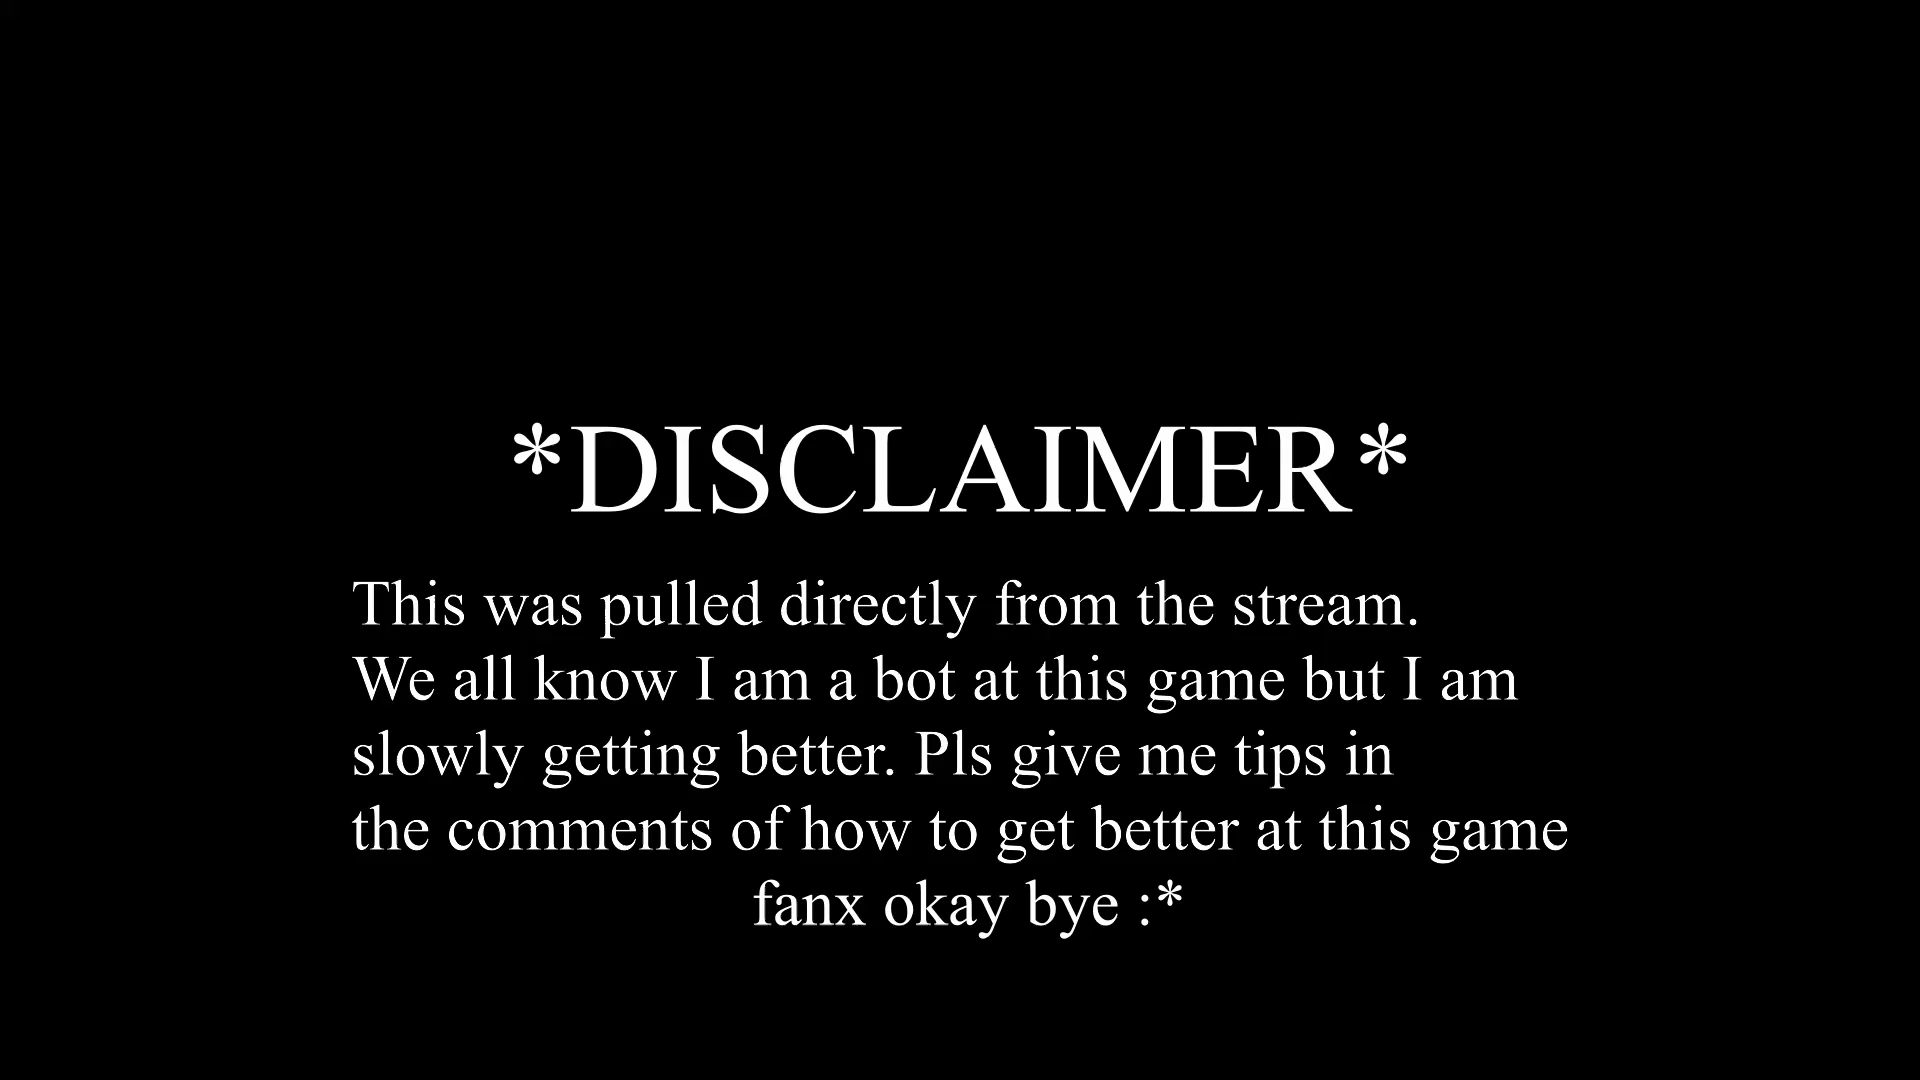 *DISCLAIMER*
This was pulled directly from the stream.
We all know I am a bot at this game but I am
slowly getting better. Pls give me tips in
the comments of how to get better at this game
fanx okay bye :*